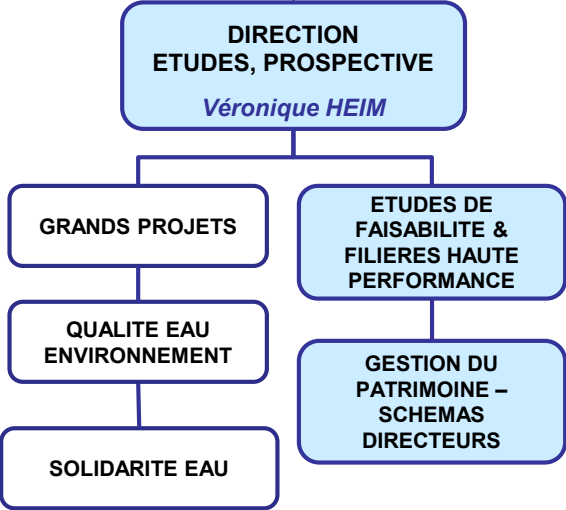 DIRECTION
ETUDES, PROSPECTIVE
Véronique HEIM
GRANDS PROJETS
QUALITE EAU
ENVIRONNEMENT
SOLIDARITE EAU
ETUDES DE
FAISABILITE &
FILIERES HAUTE
PERFORMANCE
GESTION DU
PATRIMOINE –
SCHEMAS
DIRECTEURS